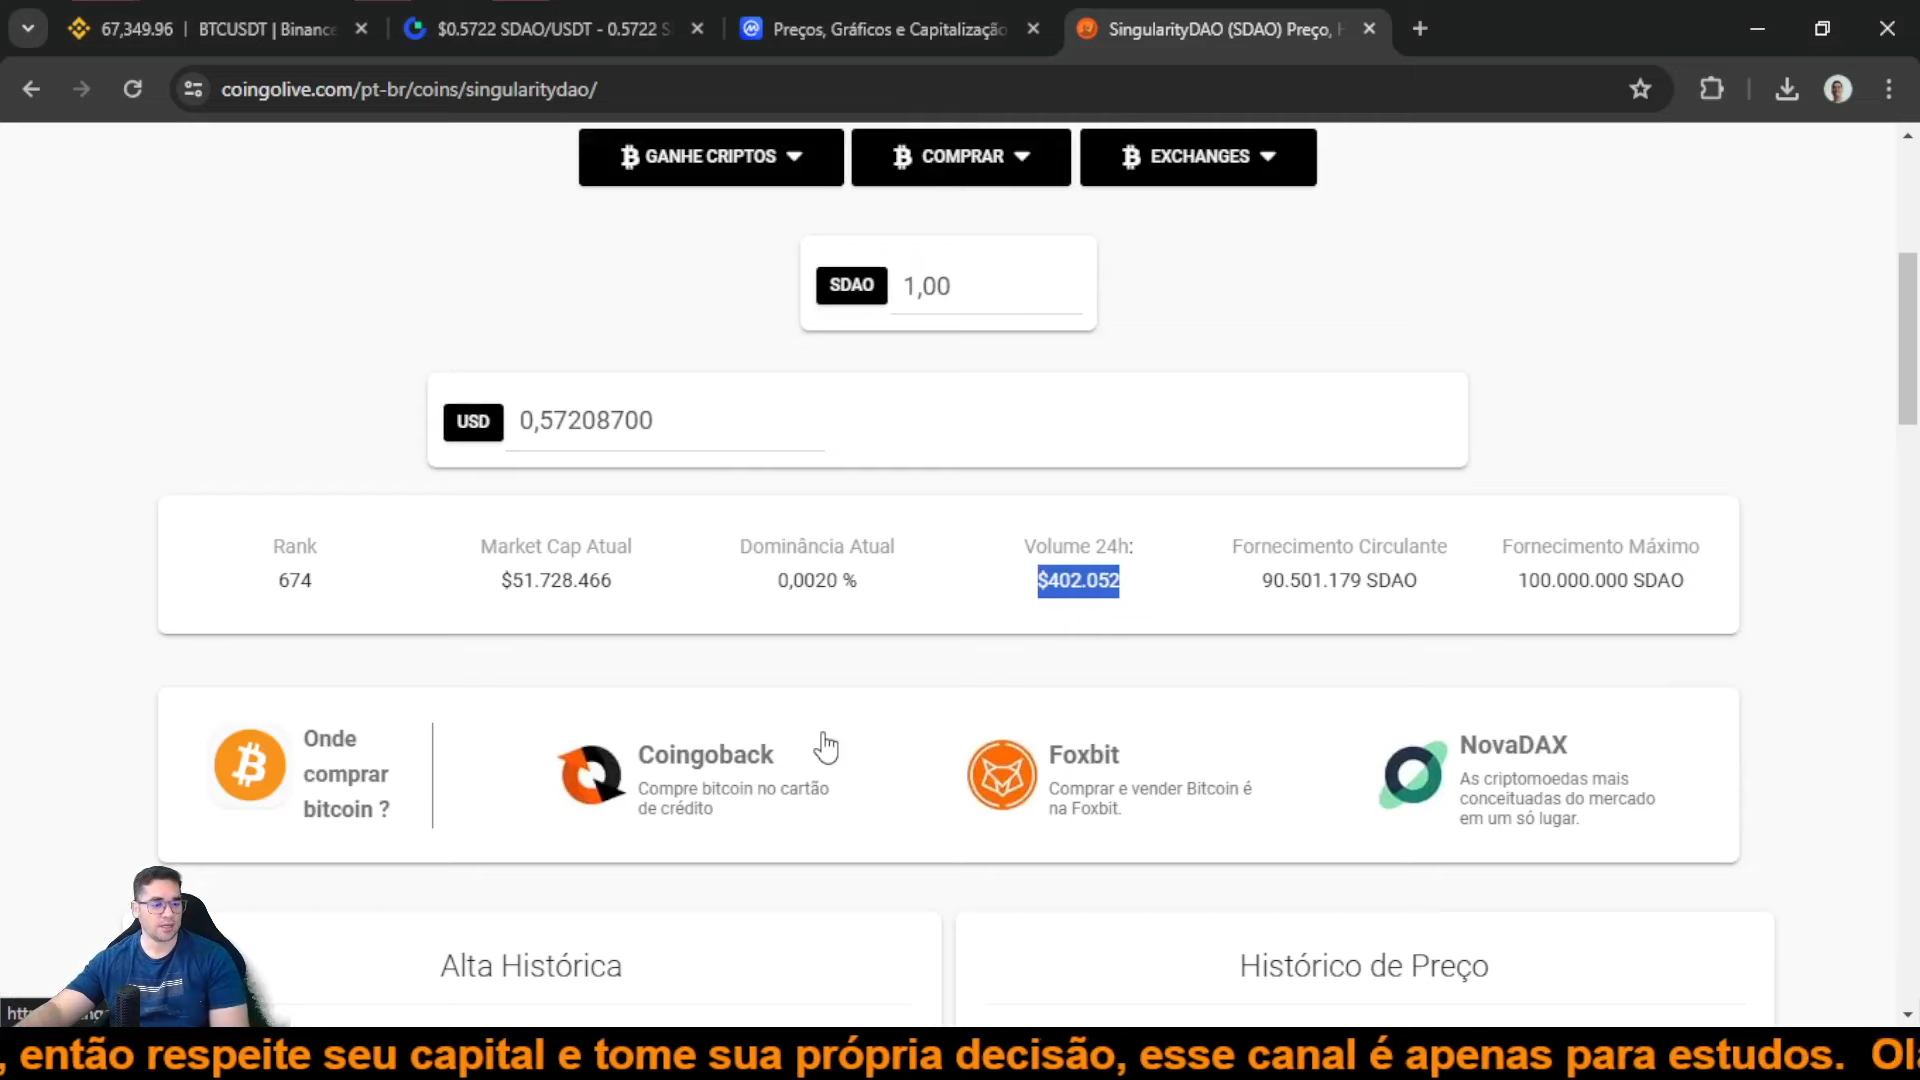 67,349.96 | BTCUSDT | Binance
$0.5722 SDAO/USDT - 0.5722 S
Preços, Gráficos e Capitalização
SingularityDAO (SDAO) Preço, H
coingolive.com/pt-br/coins/singularitydao/
GANHE CRIPTOS
COMPRAR
EXCHANGES
SDAO 1,00
USD 0,57208700
Rank
674
Market Cap Atual
$51.728.466
Dominância Atual
0,0020 %
Volume 24h:
$402.052
Fornecimento Circulante
90.501.179 SDAO
Fornecimento Máximo
100.000.000 SDAO
Onde
comprar
bitcoin ?
Coingoback
Compre bitcoin no cartão
de crédito
Foxbit
Comprar e vender Bitcoin é
na Foxbit.
NovaDAX
As criptomoedas mais
conceituadas do mercado
em um só lugar.
Alta Histórica
Histórico de Preço
, então respeite seu capital e tome sua própria decisão, esse canal é apenas para estudos. Ol